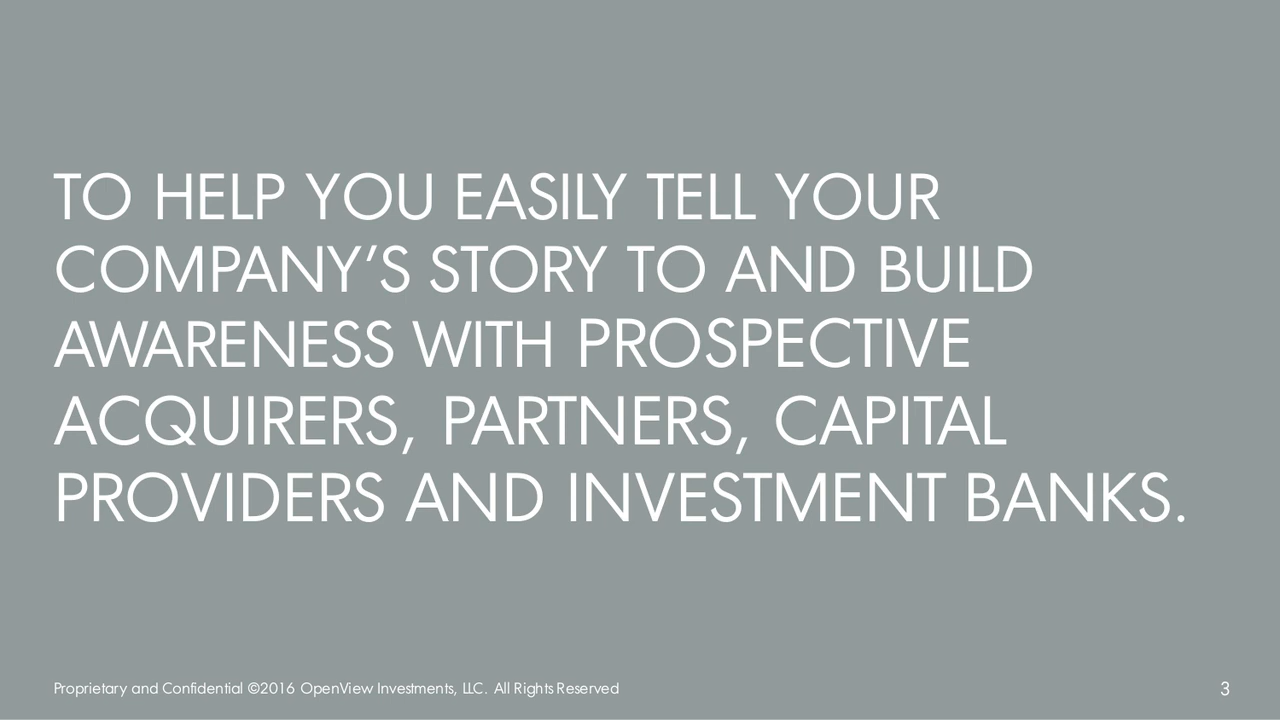 TO HELP YOU EASILY TELL YOUR
COMPANY’S STORY TO AND BUILD
AWARENESS WITH PROSPECTIVE
ACQUIRERS, PARTNERS, CAPITAL
PROVIDERS AND INVESTMENT BANKS.
Proprietary and Confidential ©2016 OpenView Investments, LLC. All Rights Reserved
3